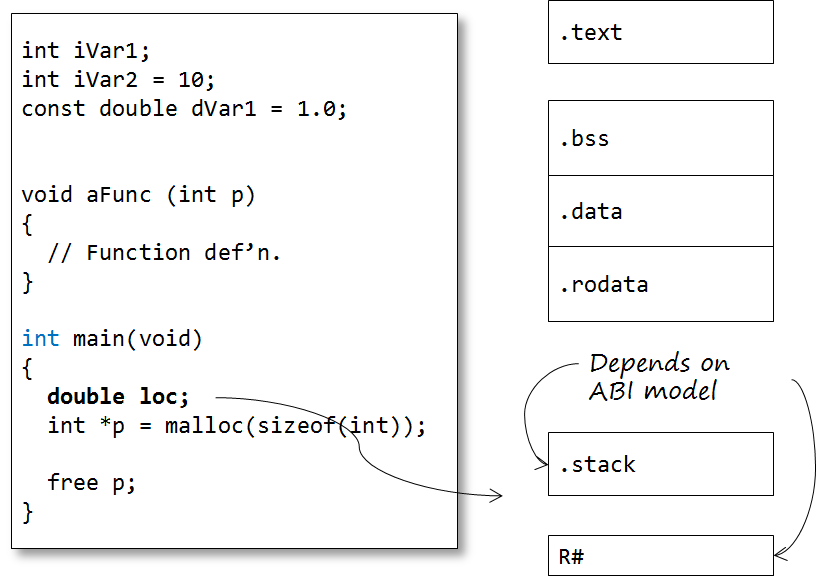 int iVar1;
int iVar2 = 10;
const double dVar1 = 1.0;
void aFunc (int p)
{
// Function def’n.
}
int main(void)
{
double loc;
int *p = malloc(sizeof(int));
free p;
}
.text
.bss
.data
.rodata
Depends on
ABI model
.stack
R#